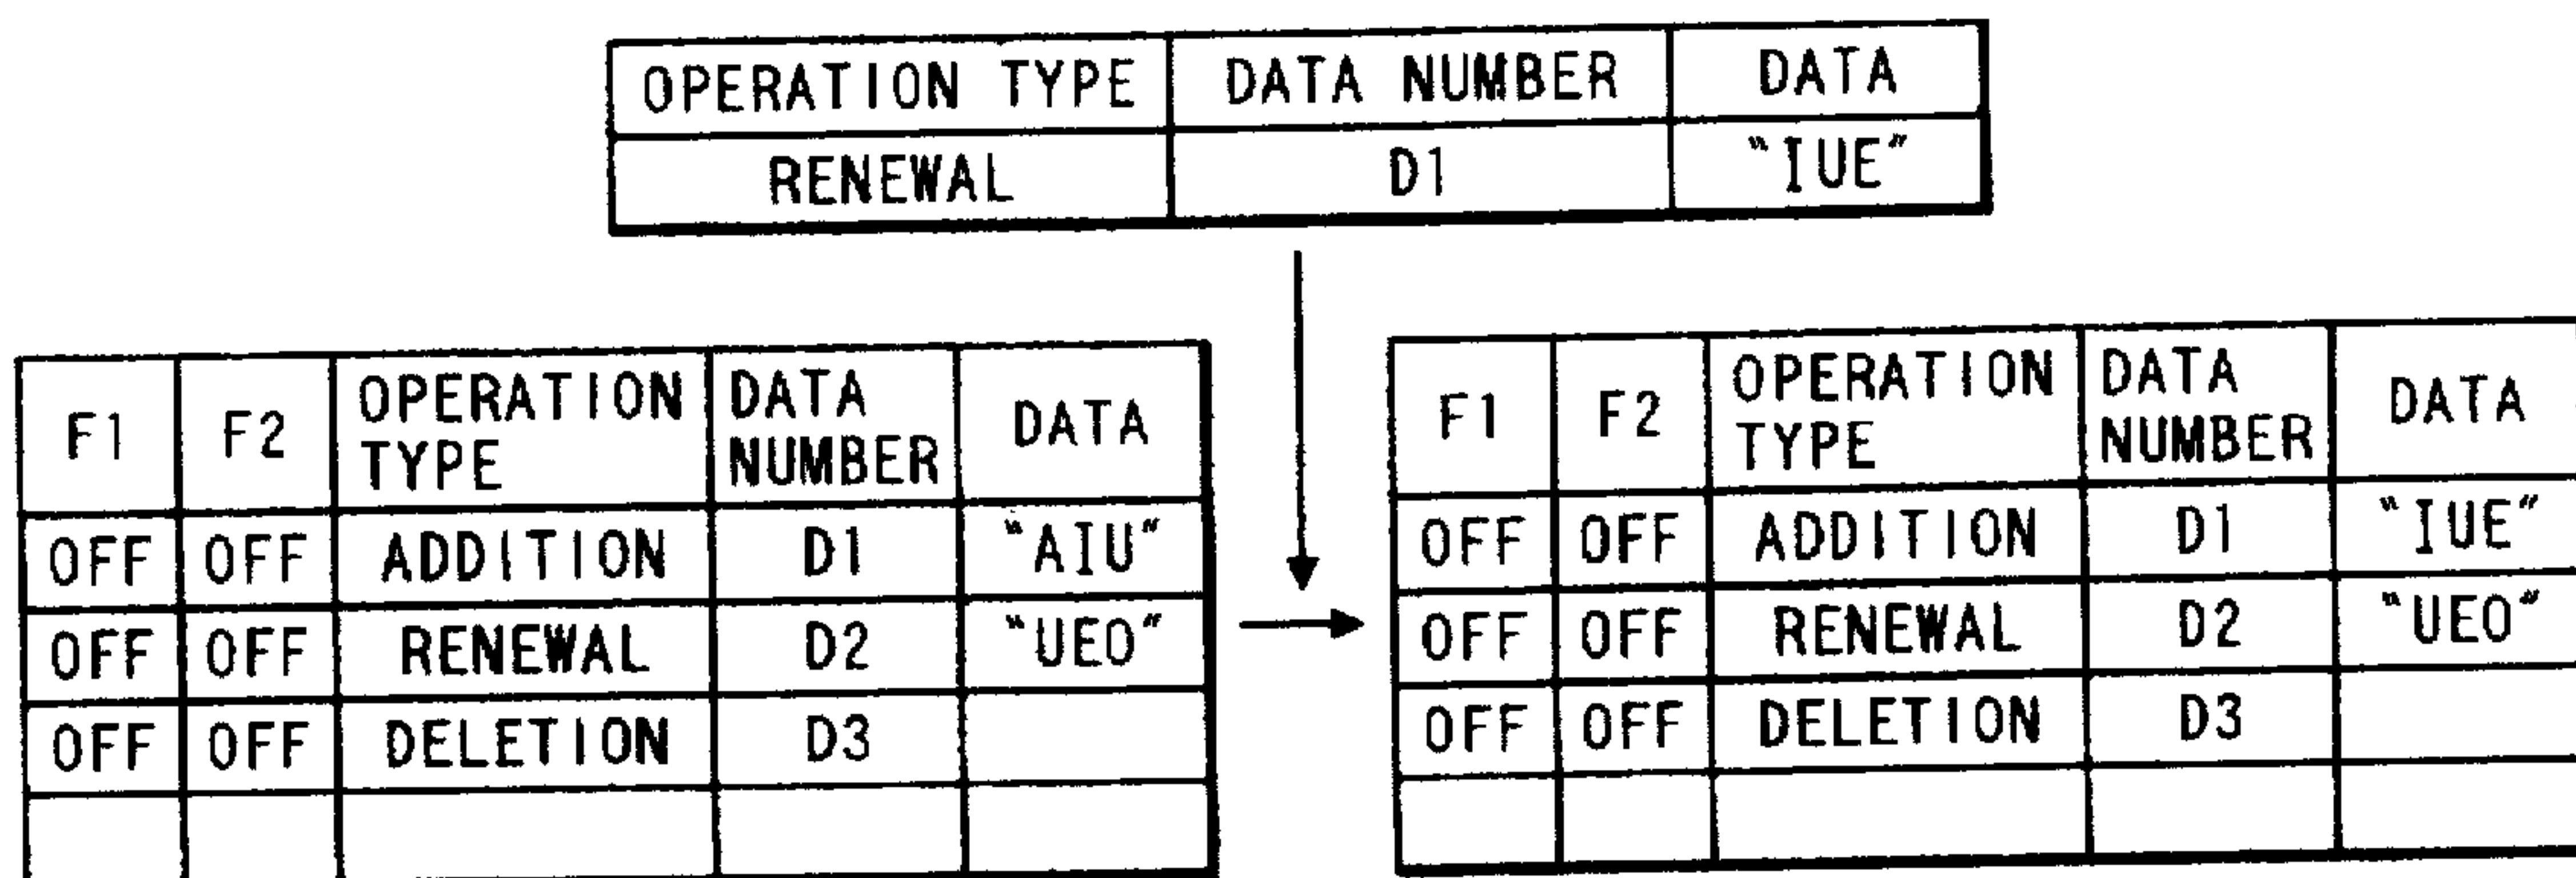 OPERATION TYPE DATA NUMBER DATA
RENEWAL D1 "IUE"
F1 F2 OPERATION TYPE DATA NUMBER DATA
OFF OFF ADDITION D1 "AIU"
OFF OFF RENEWAL D2 "UEO"
OFF OFF DELETION D3
F1 F2 OPERATION TYPE DATA NUMBER DATA
OFF OFF ADDITION D1 "IUE"
OFF OFF RENEWAL D2 "UEO"
OFF OFF DELETION D3